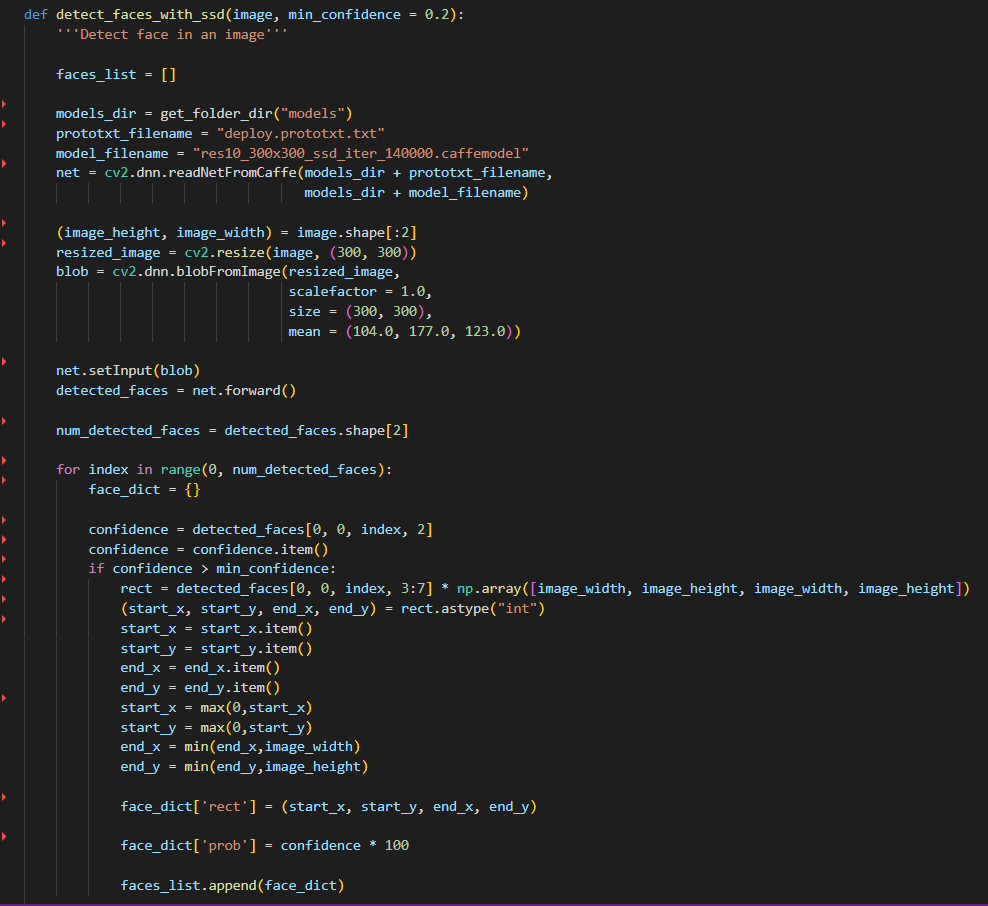 def detect_faces_with_ssd(image, min_confidence = 0.2):
'''Detect face in an image'''
faces_list = []
models_dir = get_folder_dir("models")
prototxt_filename = "deploy.prototxt.txt"
model_filename = "res10_300x300_ssd_iter_140000.caffemodel"
net = cv2.dnn.readNetFromCaffe(models_dir + prototxt_filename,
models_dir + model_filename)
(image_height, image_width) = image.shape[:2]
resized_image = cv2.resize(image, (300, 300))
blob = cv2.dnn.blobFromImage(resized_image,
scalefactor = 1.0,
size = (300, 300),
mean = (104.0, 177.0, 123.0))
net.setInput(blob)
detected_faces = net.forward()
num_detected_faces = detected_faces.shape[2]
for index in range(0, num_detected_faces):
face_dict = {}
confidence = detected_faces[0, 0, index, 2]
confidence = confidence.item()
if confidence > min_confidence:
rect = detected_faces[0, 0, index, 3:7] * np.array([image_width, image_height, image_width, image_height])
(start_x, start_y, end_x, end_y) = rect.astype("int")
start_x = start_x.item()
start_y = start_y.item()
end_x = end_x.item()
end_y = end_y.item()
start_x = max(0,start_x)
start_y = max(0,start_y)
end_x = min(end_x,image_width)
end_y = min(end_y,image_height)
face_dict['rect'] = (start_x, start_y, end_x, end_y)
face_dict['prob'] = confidence * 100
faces_list.append(face_dict)